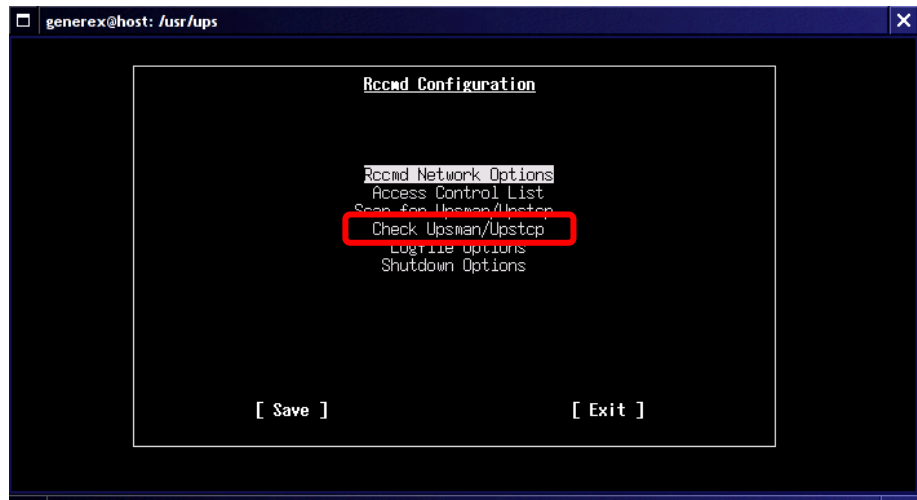 generex@host: /usr/ups
Rccmd Configuration
Rccmd Network Options
Access Control List
Scan for Upsman/Upstcp
Check Upsman/Upstcp
Logfile Options
Shutdown Options
[ Save ]
[ Exit ]